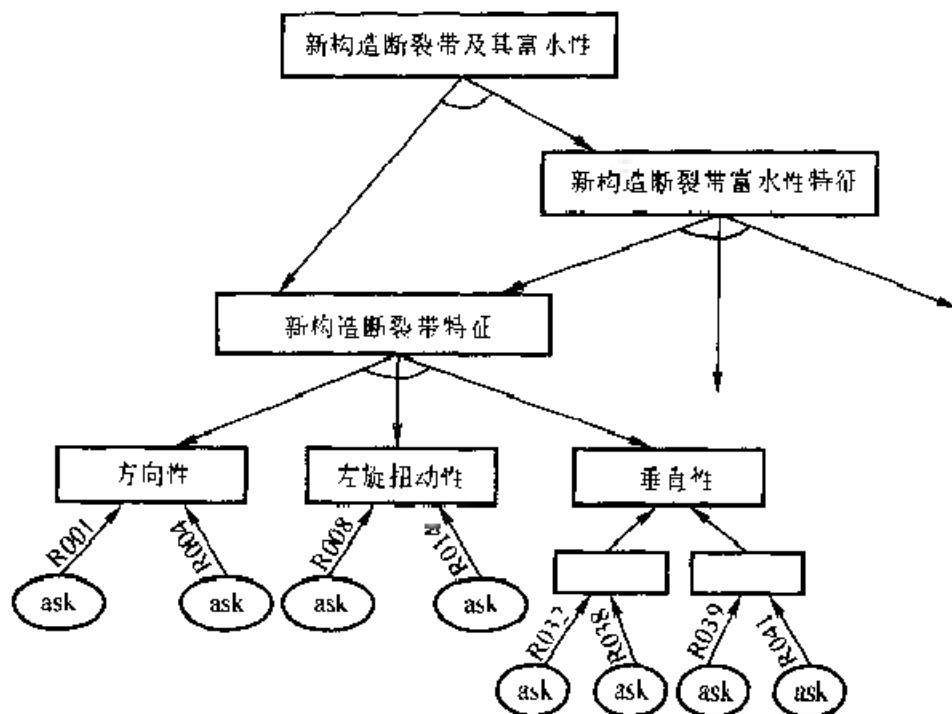 新构造断裂带及其富水性
新构造断裂带富水性特征
新构造断裂带特征
方向性
左旋扭动性
垂直性
R001
R004
R008
R014
ask
ask
ask
ask
R032
R038
R039
R041
ask
ask
ask
ask